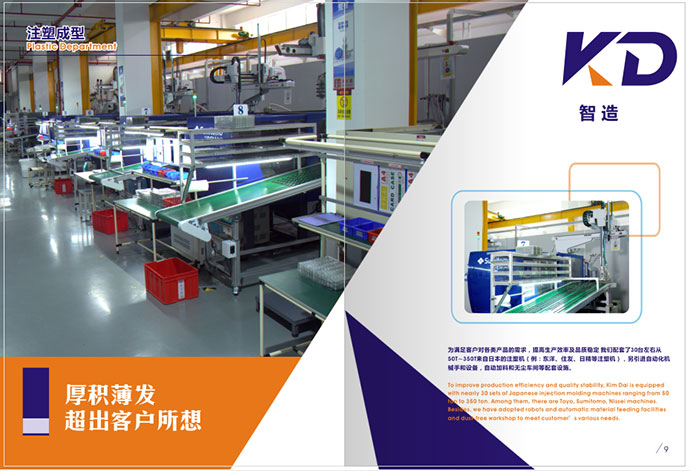 注塑成型
Plastic Department
8
KD
智造
厚积薄发
超出客户所想
为满足客户对各类产品的需求，提高生产效率及品质稳定 我们配套了30台左右从
50T—350T来自日本的注塑机（例：东洋、住友、日精等注塑机），另引进自动化机
械手和设备，自动加料和无尘车间等配套设施。
To improve production efficiency and quality stability, Kim Dai is equipped
with nearly 30 sets of Japanese injection molding machines ranging from 50
ton to 350 ton. Among them, there are Toyo, Sumitomo, Nissei machines.
Besides, we have adopted robots and automatic material feeding facilities
and dust-free workshop to meet customer' s various needs.
9